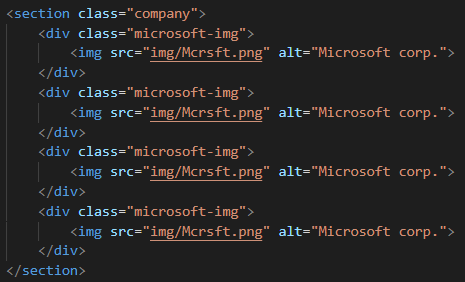 <section class="company">
    <div class="microsoft-img">
        <img src="img/Mcrsft.png" alt="Microsoft corp.">
    </div>
    <div class="microsoft-img">
        <img src="img/Mcrsft.png" alt="Microsoft corp.">
    </div>
    <div class="microsoft-img">
        <img src="img/Mcrsft.png" alt="Microsoft corp.">
    </div>
    <div class="microsoft-img">
        <img src="img/Mcrsft.png" alt="Microsoft corp.">
    </div>
</section>